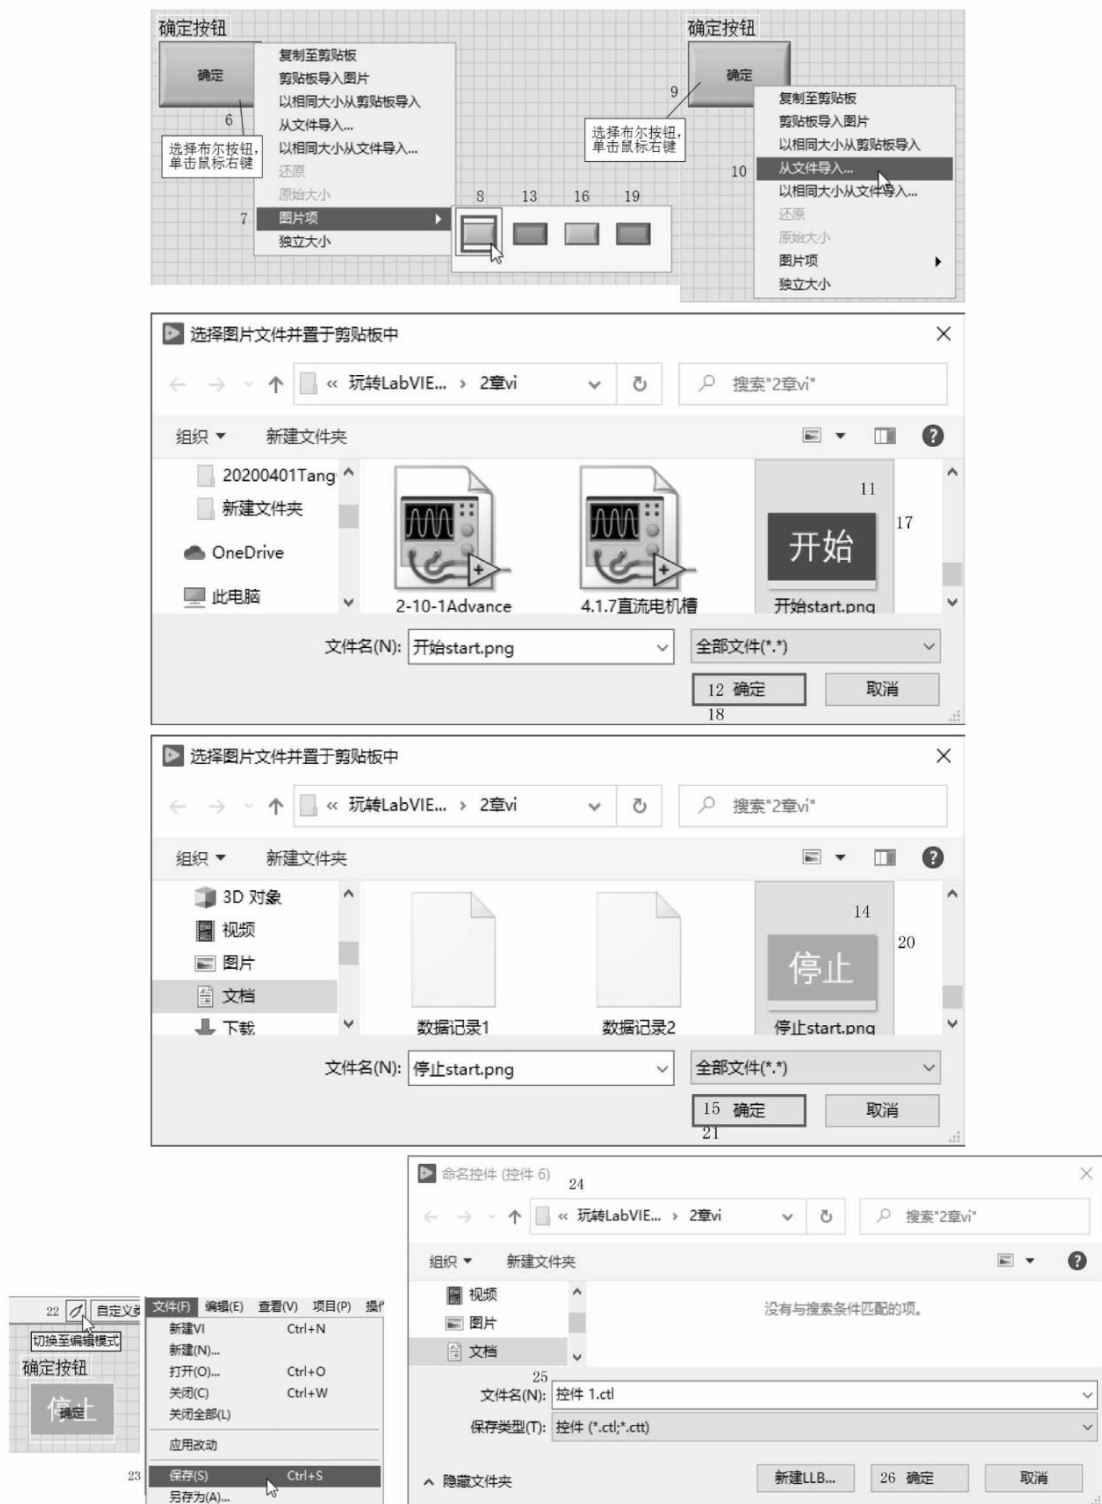 确定按钮
确定
6
选择布尔按钮,
单击鼠标右键
复制至剪贴板
剪贴板导入图片
以相同大小从剪贴板导入
从文件导入...
以相同大小从文件导入...
还原
原始大小
7 图片项
独立大小
8 13 16 19
确定按钮
确定
9
选择布尔按钮,
单击鼠标右键
复制至剪贴板
剪贴板导入图片
以相同大小从剪贴板导入
10 从文件导入...
以相同大小从文件导入...
还原
原始大小
图片项
独立大小
选择图片文件并置于剪贴板中
« 玩转LabVIE... › 2章vi
搜索"2章vi"
组织 新建文件夹
20200401Tang
新建文件夹
OneDrive
此电脑
2-10-1Advance
4.1.7直流电机槽
11
17
开始
开始start.png
文件名(N): 开始start.png 全部文件(*.*)
12 确定 取消
18
选择图片文件并置于剪贴板中
« 玩转LabVIE... › 2章vi
搜索"2章vi"
组织 新建文件夹
3D 对象
视频
图片
文档
下载
数据记录1
数据记录2
14
20
停止
停止start.png
文件名(N): 停止start.png 全部文件(*.*)
15 确定 取消
21
22 自定义
切换至编辑模式
确定按钮
停止
确定
文件(F) 编辑(E) 查看(V) 项目(P)
新建VI Ctrl+N
新建(N)...
打开(O)... Ctrl+O
关闭(C) Ctrl+W
关闭全部(L)
应用改动
23 保存(S) Ctrl+S
另存为(A)...
命名控件 (控件 6)
24
« 玩转LabVIE... › 2章vi
搜索"2章vi"
组织 新建文件夹
视频
图片
文档
没有与搜索条件匹配的项。
25
文件名(N): 控件 1.ctl
保存类型(T): 控件 (*.ctl;*.ctt)
隐藏文件夹 新建LLB... 26 确定 取消